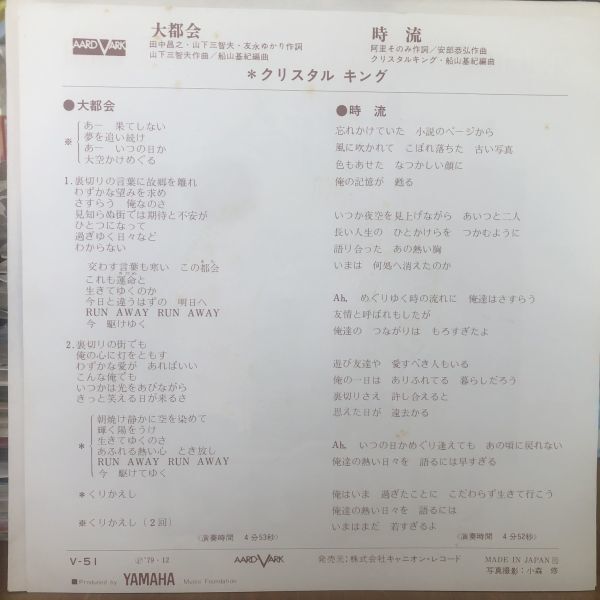 AARDVARK
大都会
田中昌之・山下三智夫・友永ゆかり作詞
山下三智夫作曲／船山基紀編曲
時 流
阿里そのみ作詞／安部恭弘作曲
クリスタルキング・船山基紀編曲
＊クリスタル キング
●大都会
※
あー 果てしない
夢を追い続け
あー いつの日か
大空かけめぐる
1.裏切りの言葉に故郷を離れ
わずかな望みを求め
さすらう 俺なのさ
見知らぬ街では期待と不安が
ひとつになって
過ぎゆく日々など
わからない
交わす言葉も寒い この都会
これも運命と
生きてゆくのか
今日と違うはずの 明日へ
RUN AWAY RUN AWAY
今 駆けゆく
2.裏切りの街でも
俺の心に灯をともす
わずかな愛が あればいい
こんな俺でも
いつかは光をあびながら
きっと笑える日が来るさ
＊
朝焼け静かに空を染めて
輝く陽をうけ
生きてゆくのさ
あふれる熱い心 とき放し
RUN AWAY RUN AWAY
今 駆けてゆく
＊くりかえし
※くりかえし（2回）
(演奏時間 4分53秒)
●時 流
忘れかけていた 小説のページから
風に吹かれて こぼれ落ちた 古い写真
色もあせた なつかしい顔に
俺の記憶が 甦る
いつか夜空を見上げながら あいつと二人
長い人生の ひとかけらを つかむように
語り合った あの熱い胸
いまは 何処へ消えたのか
Ah, めぐりゆく時の流れに 俺達はさすらう
友情と呼ばれもしたが
俺達の つながりは もろすぎたよ
遊び友達や 愛すべき人もいる
俺の一日は ありふれてる 暮らしだろう
裏切りさえ 許し合えると
思えた日が 遠去かる
Ah, いつの日かめぐり逢えても あの頃に戻れない
俺達の熱い日々を 語るには早すぎる
俺はいま 過ぎたことに こだわらず生きて行こう
俺達の熱い日々を 語るには
いまはまだ 若すぎるよ
(演奏時間 4分52秒)
V-51
Ⓟ'79・12
AARDVARK
発売元：株式会社キャニオン・レコード
MADE IN JAPAN
■Produced by YAMAHA Music Foundation
写真撮影：小森 修